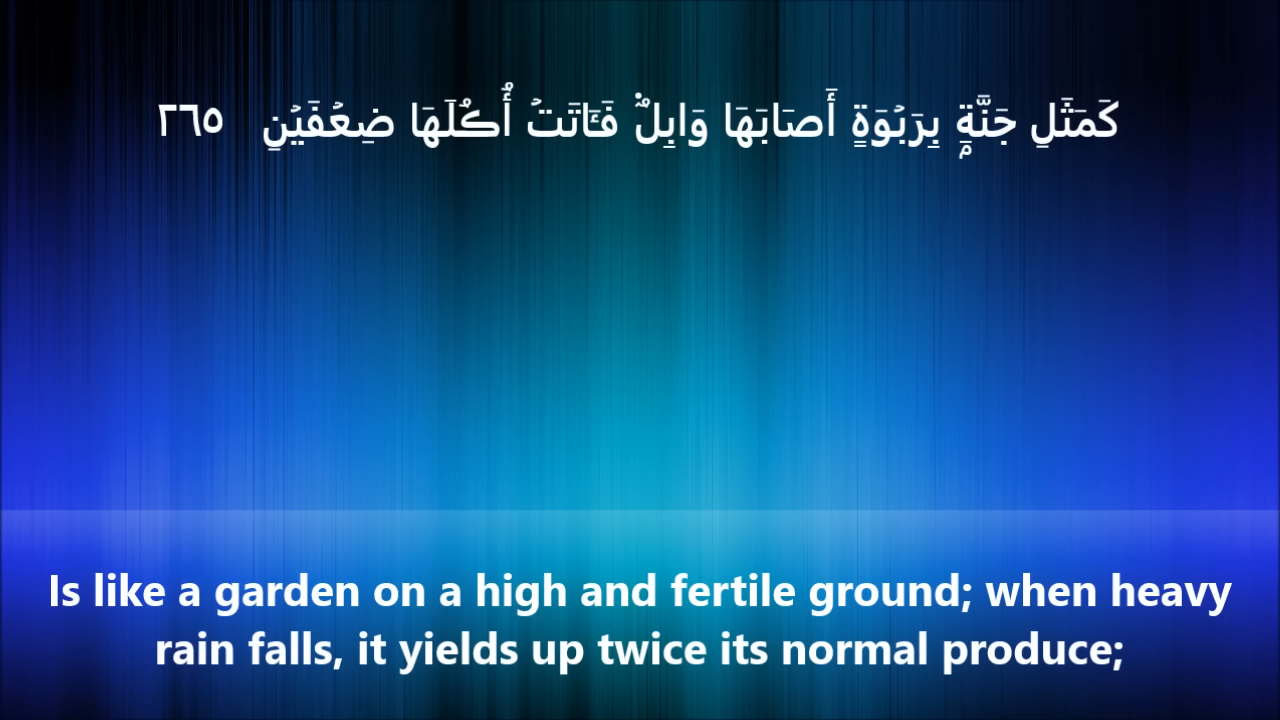 كَمَثَلِ جَنَّةِۭ بِرَبۡوَةٍ أَصَابَهَا وَابِلٞ فَـَٔاتَتۡ أُكُلَهَا ضِعۡفَيۡنِ ٢٦٥
Is like a garden on a high and fertile ground; when heavy
rain falls, it yields up twice its normal produce;